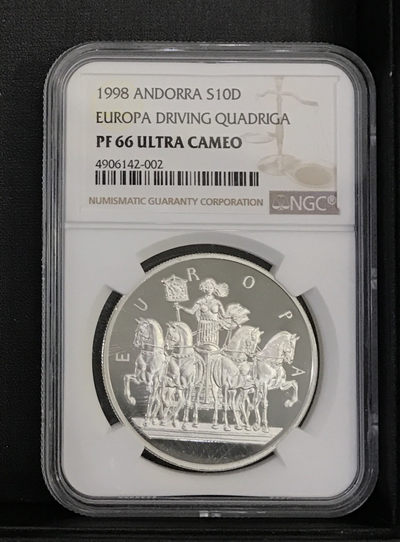 1998 ANDORRA S10D
EUROPA DRIVING QUADRIGA
PF 66 ULTRA CAMEO
4906142-002
NUMISMATIC GUARANTY CORPORATION
NGC®
EUROPA